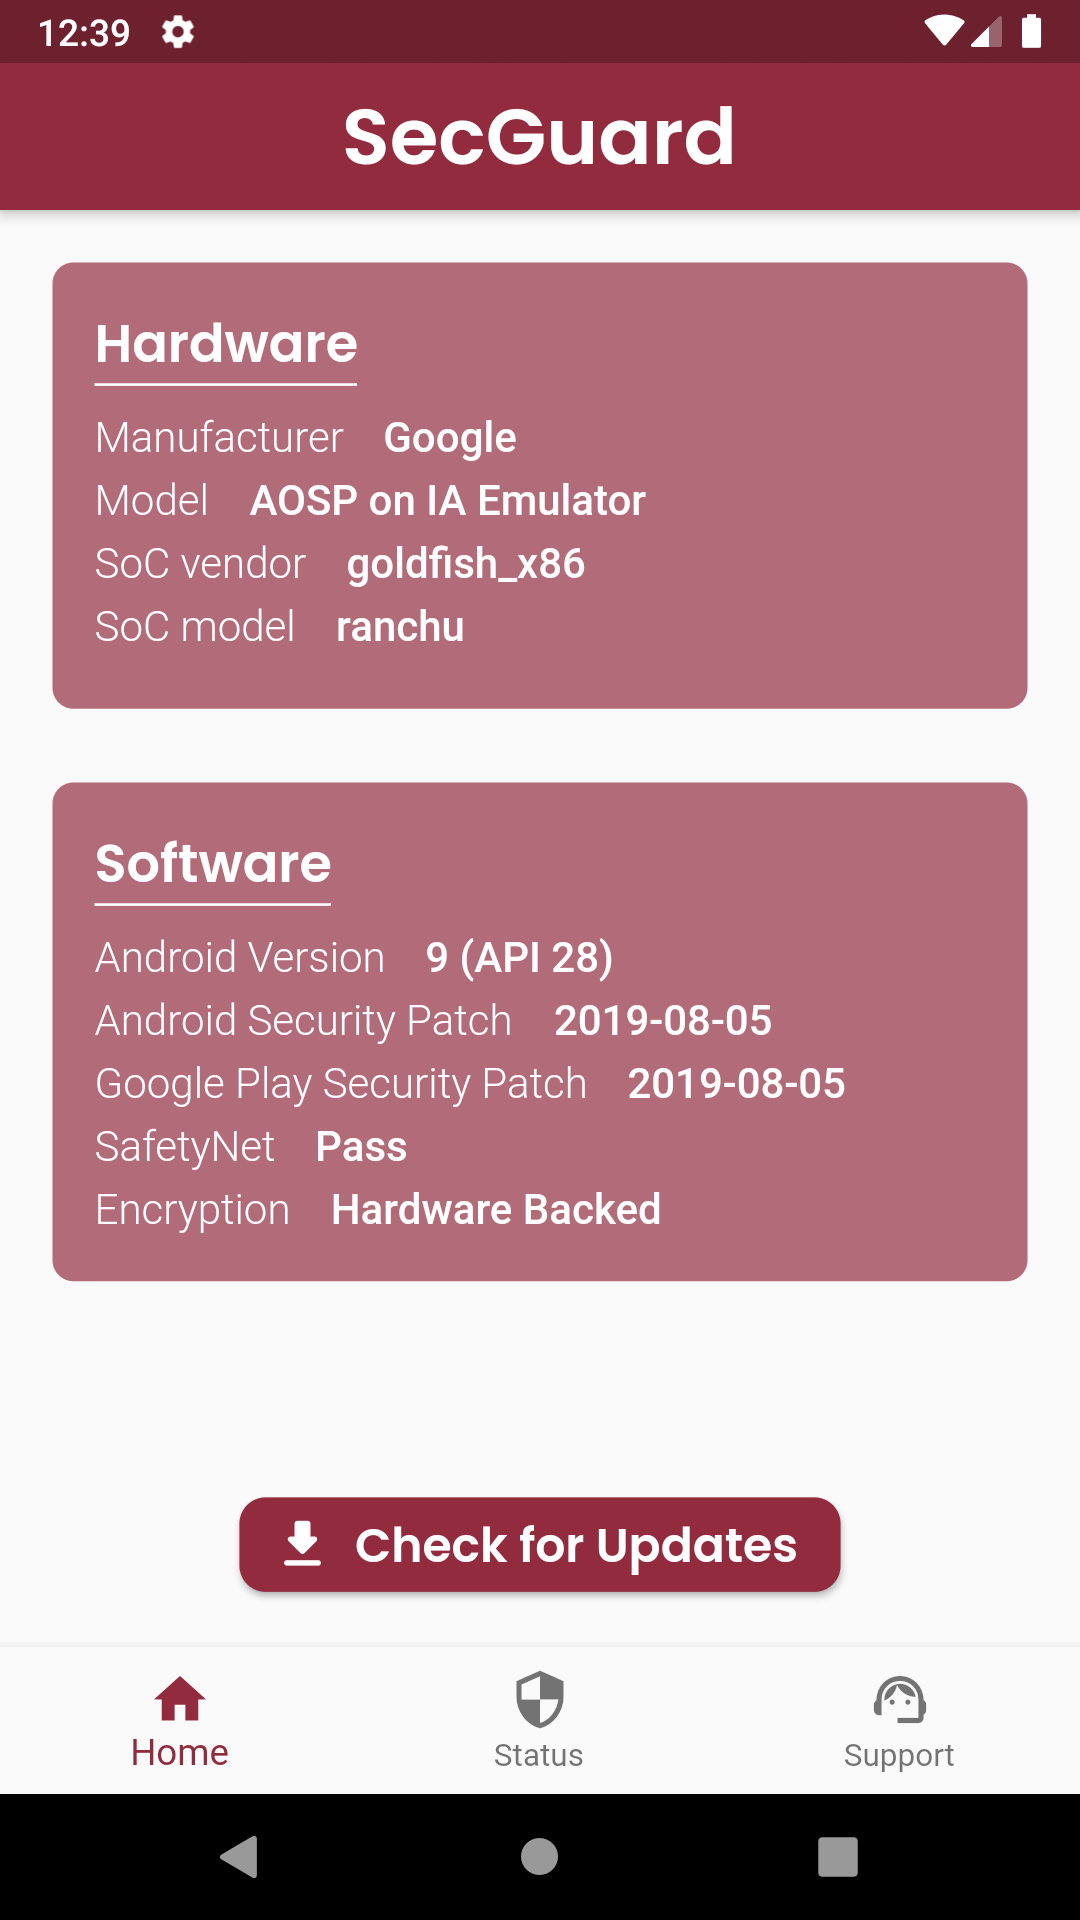 12:39
SecGuard
Hardware
Manufacturer Google
Model AOSP on IA Emulator
SoC vendor goldfish_x86
SoC model ranchu
Software
Android Version 9 (API 28)
Android Security Patch 2019-08-05
Google Play Security Patch 2019-08-05
SafetyNet Pass
Encryption Hardware Backed
Check for Updates
Home Status Support